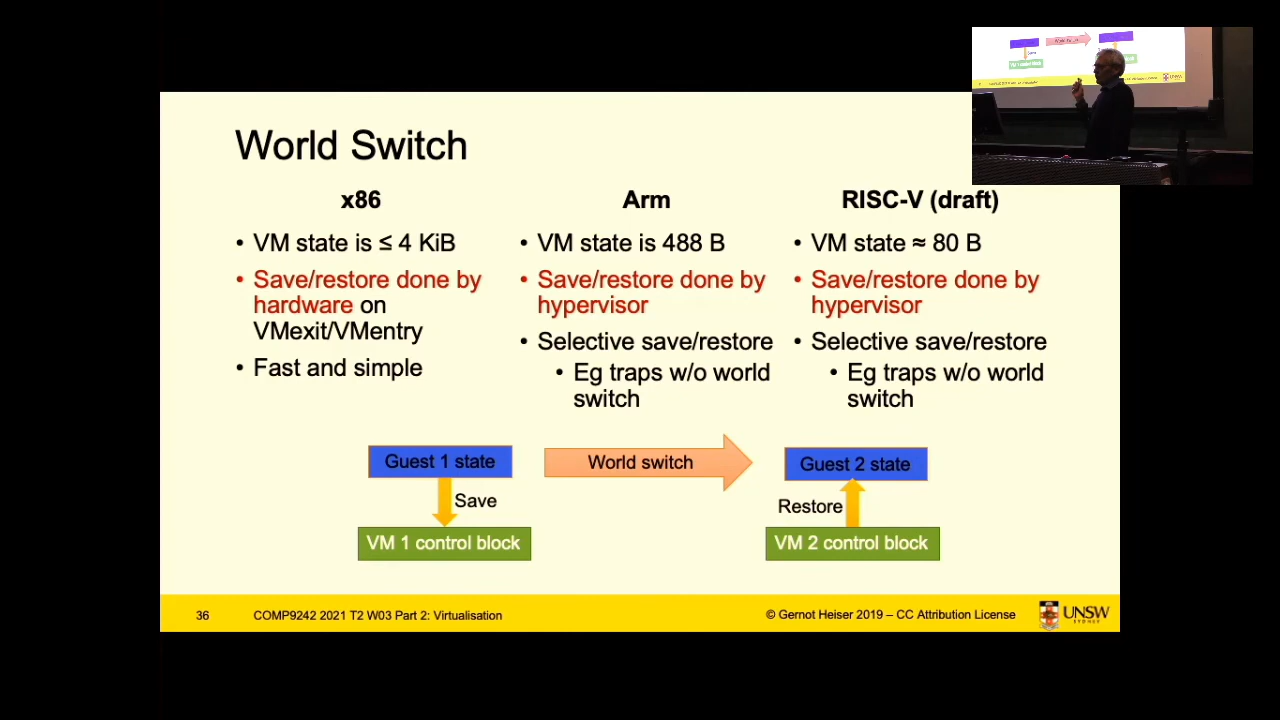 World Switch
x86
• VM state is ≤ 4 KiB
• Save/restore done by
hardware on
VMexit/VMentry
• Fast and simple
Arm
• VM state is 488 B
• Save/restore done by
hypervisor
• Selective save/restore
• Eg traps w/o world
switch
RISC-V (draft)
• VM state ≈ 80 B
• Save/restore done by
hypervisor
• Selective save/restore
• Eg traps w/o world
switch
Guest 1 state
World switch
Guest 2 state
Save
Restore
VM 1 control block
VM 2 control block
36
COMP9242 2021 T2 W03 Part 2: Virtualisation
© Gernot Heiser 2019 – CC Attribution License
UNSW
SYDNEY